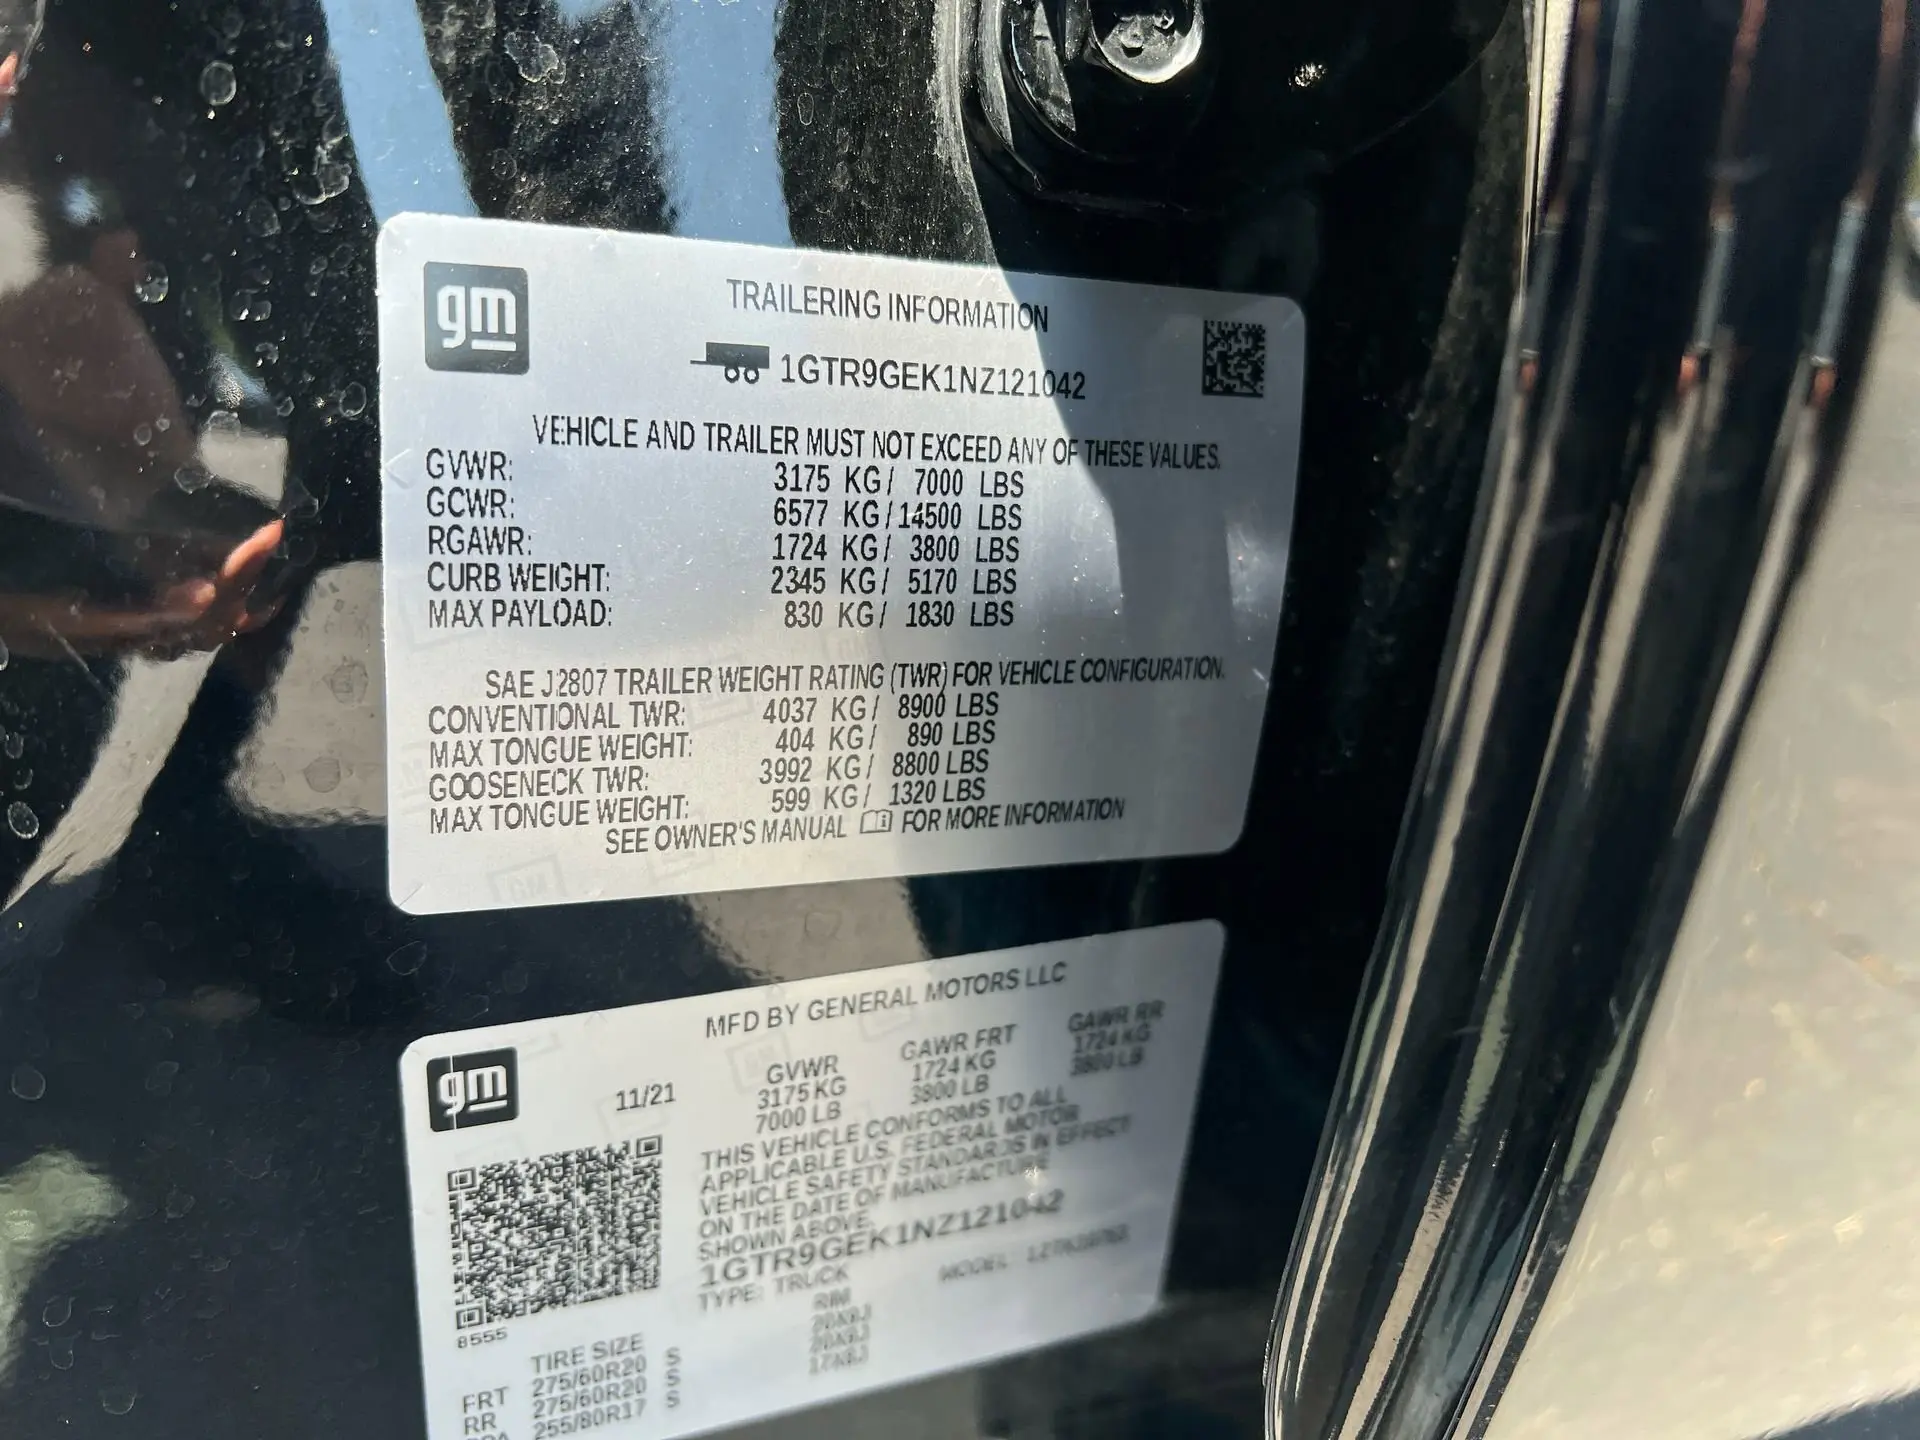 gm
TRAILERING INFORMATION
1GTR9GEK1NZ121042
VEHICLE AND TRAILER MUST NOT EXCEED ANY OF THESE VALUES.
GVWR: 3175 KG/ 7000 LBS
GCWR: 6577 KG/14500 LBS
RGAWR: 1724 KG/ 3800 LBS
CURB WEIGHT: 2345 KG/ 5170 LBS
MAX PAYLOAD: 830 KG/ 1830 LBS
SAE J2807 TRAILER WEIGHT RATING (TWR) FOR VEHICLE CONFIGURATION.
CONVENTIONAL TWR: 4037 KG/ 8900 LBS
MAX TONGUE WEIGHT: 404 KG/ 890 LBS
GOOSENECK TWR: 3992 KG/ 8800 LBS
MAX TONGUE WEIGHT: 599 KG/ 1320 LBS
SEE OWNER'S MANUAL FOR MORE INFORMATION
MFD BY GENERAL MOTORS LLC
gm
11/21
GVWR GAWR FRT GAWR RR
3175 KG 1724 KG 1724 KG
7000 LB 3800 LB 3800 LB
THIS VEHICLE CONFORMS TO ALL
APPLICABLE U.S. FEDERAL MOTOR
VEHICLE SAFETY STANDARDS IN EFFECT
ON THE DATE OF MANUFACTURE
SHOWN ABOVE.
1GTR9GEK1NZ121042
TYPE: TRUCK MODEL:
8555
TIRE SIZE RIM
FRT 275/60R20 S 20X9J
RR 275/60R20 S 20X9J
255/80R17 S